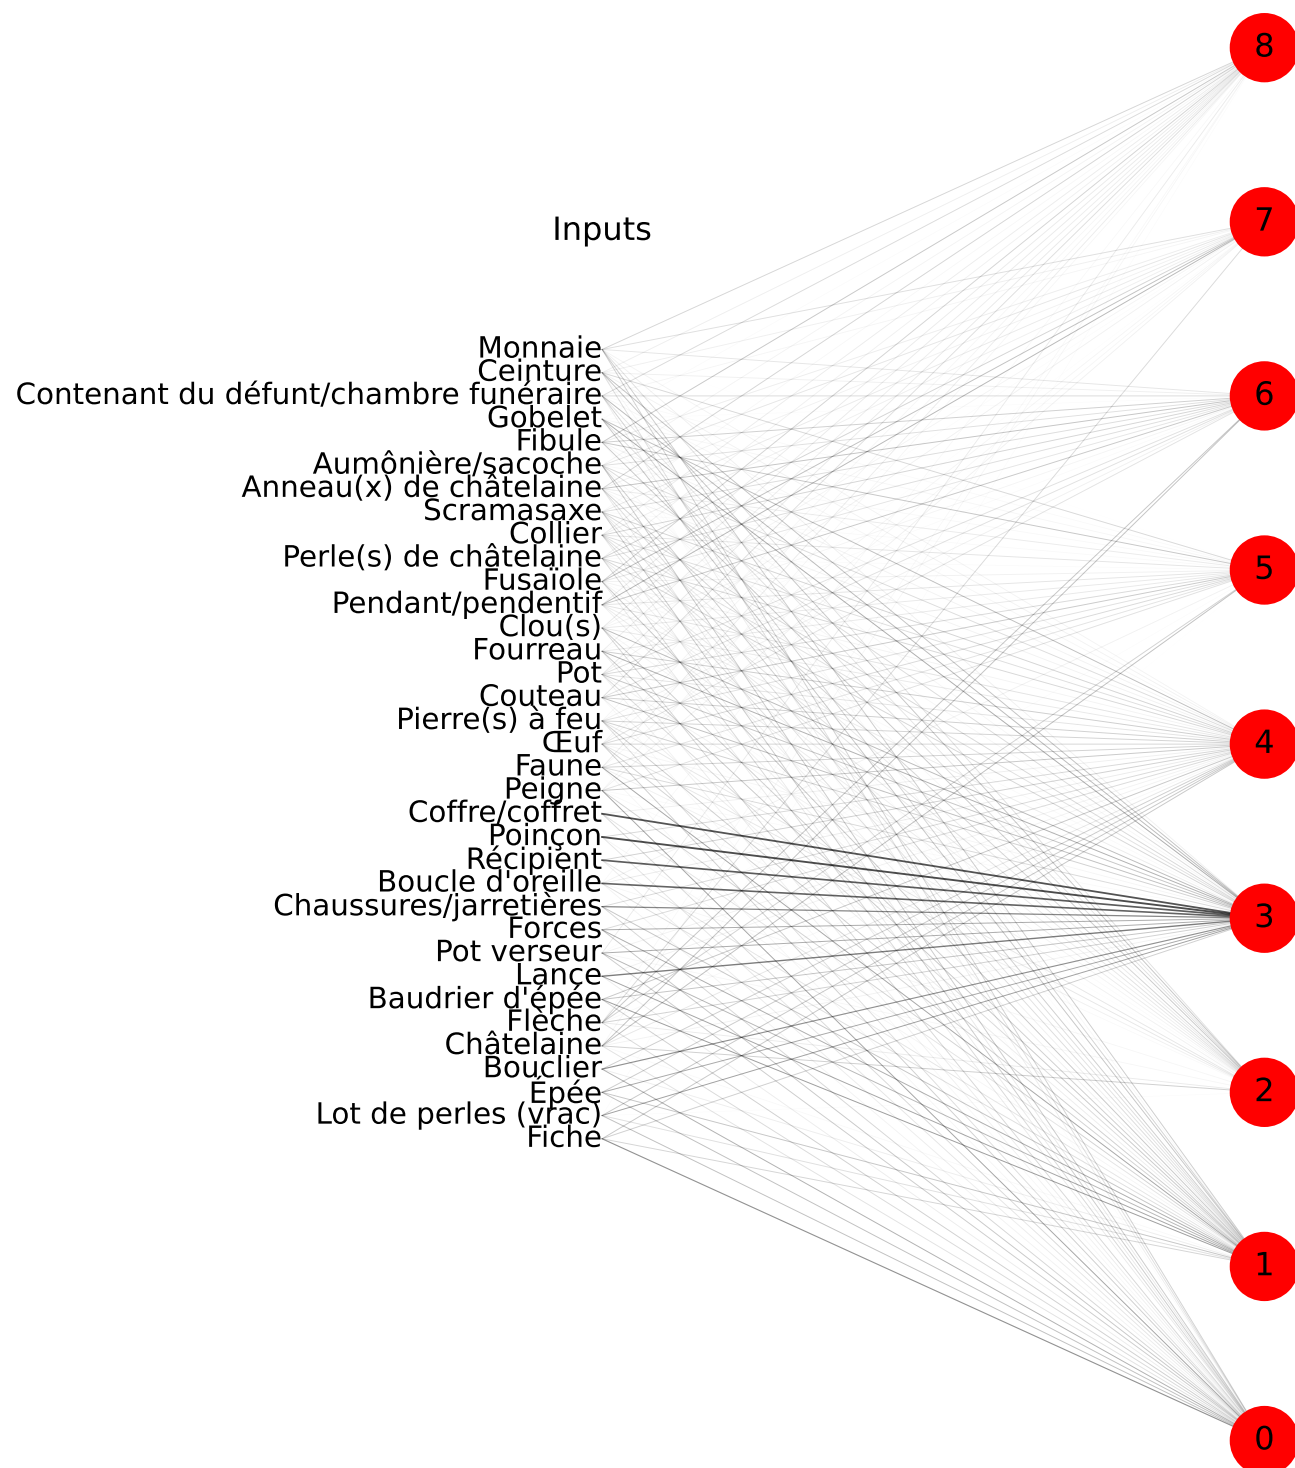 8
7
Inputs
Monnaie
Ceinture
Contenant du défunt/chambre funéraire
6
Gobelet
Fibule
Aumônière/sacoche
Anneau(x) de châtelaine
Scramasaxe
Collier
Perle(s) de châtelaine
5
Fusaïole
Pendant/pendentif
Clou(s)
Fourreau
Pot
Couteau
Pierre(s) à feu
Œuf
4
Faune
Peigne
Coffre/coffret
Poinçon
Récipient
Boucle d'oreille
Chaussures/jarretières
3
Forces
Pot verseur
Lance
Baudrier d'épée
Flèche
Châtelaine
Bouclier
Épée
2
Lot de perles (vrac)
Fiche
1
0